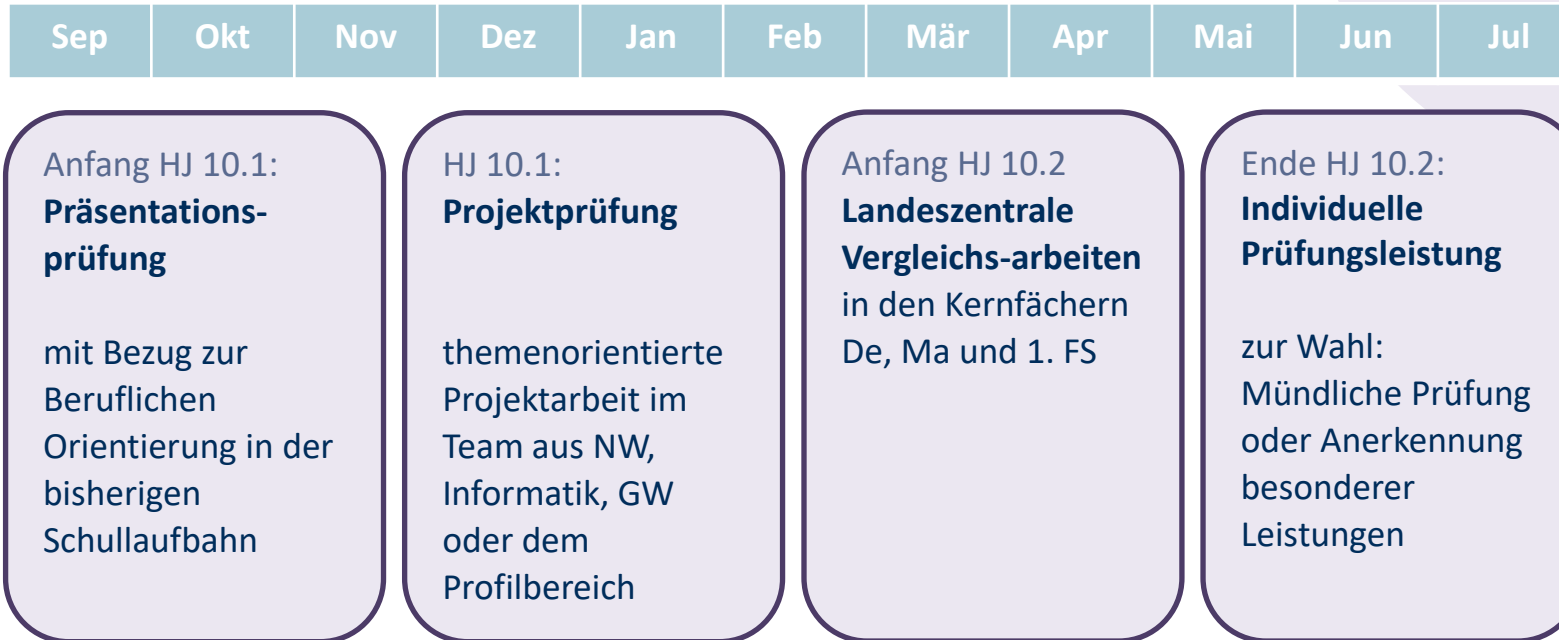 Sep Okt Nov Dez Jan Feb Mär Apr Mai Jun Jul
Anfang HJ 10.1:
Präsentations-
prüfung
mit Bezug zur
Beruflichen
Orientierung in der
bisherigen
Schullaufbahn
HJ 10.1:
Projektprüfung
themenorientierte
Projektarbeit im
Team aus NW,
Informatik, GW
oder dem
Profilbereich
Anfang HJ 10.2
Landeszentrale
Vergleichs-arbeiten
in den Kernfächern
De, Ma und 1. FS
Ende HJ 10.2:
Individuelle
Prüfungsleistung
zur Wahl:
Mündliche Prüfung
oder Anerkennung
besonderer
Leistungen